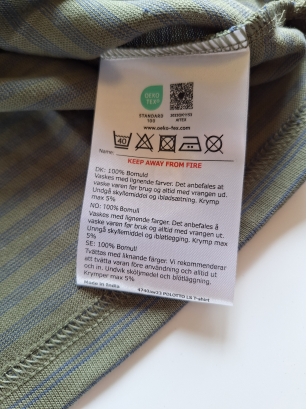 OEKO
TEX®
STANDARD
100
www.oeko-tex.com
40
Name:
KEEP AWAY FROM FIRE
DK: 100% Bomuld
Vaskes med lignende farver. Det anbefales at
vaske varen før brug og altid med vrangen ud.
Undgå skyllemiddel og iblødsætning. Krymp
max 5%
NO: 100% Bomull
Vaskes med lignende farger. Det anbefales å
vaske varen før bruk og alltid med vrangen ut.
Unngå skyllemiddel og bløtlegging. Krymp max
5%
SE: 100% Bomull
Tvättas med liknande färger. Vi rekommenderar
att tvätta varan före användning och alltid ut
och in. Undvik sköljmedel och blötläggning.
Krymper max 5%
Made in India
POLOTTO LS T-shirt